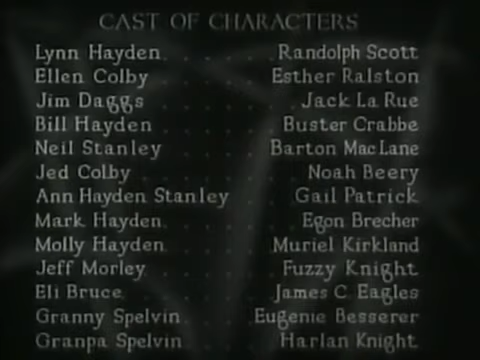 CAST OF CHARACTERS
Lynn Hayden . . . . . Randolph Scott
Ellen Colby . . . . . Esther Ralston
Jim Daggs . . . . . Jack La Rue
Bill Hayden . . . . . Buster Crabbe
Neil Stanley . . . . . Barton MacLane
Jed Colby . . . . . Noah Beery
Ann Hayden Stanley . . . Gail Patrick
Mark Hayden . . . . . Egon Brecher
Molly Hayden . . . . . Muriel Kirkland
Jeff Morley . . . . . Fuzzy Knight
Eli Bruce . . . . . James C. Eagles
Granny Spelvin . . . Eugenie Besserer
Granpa Spelvin . . . . Harlan Knight